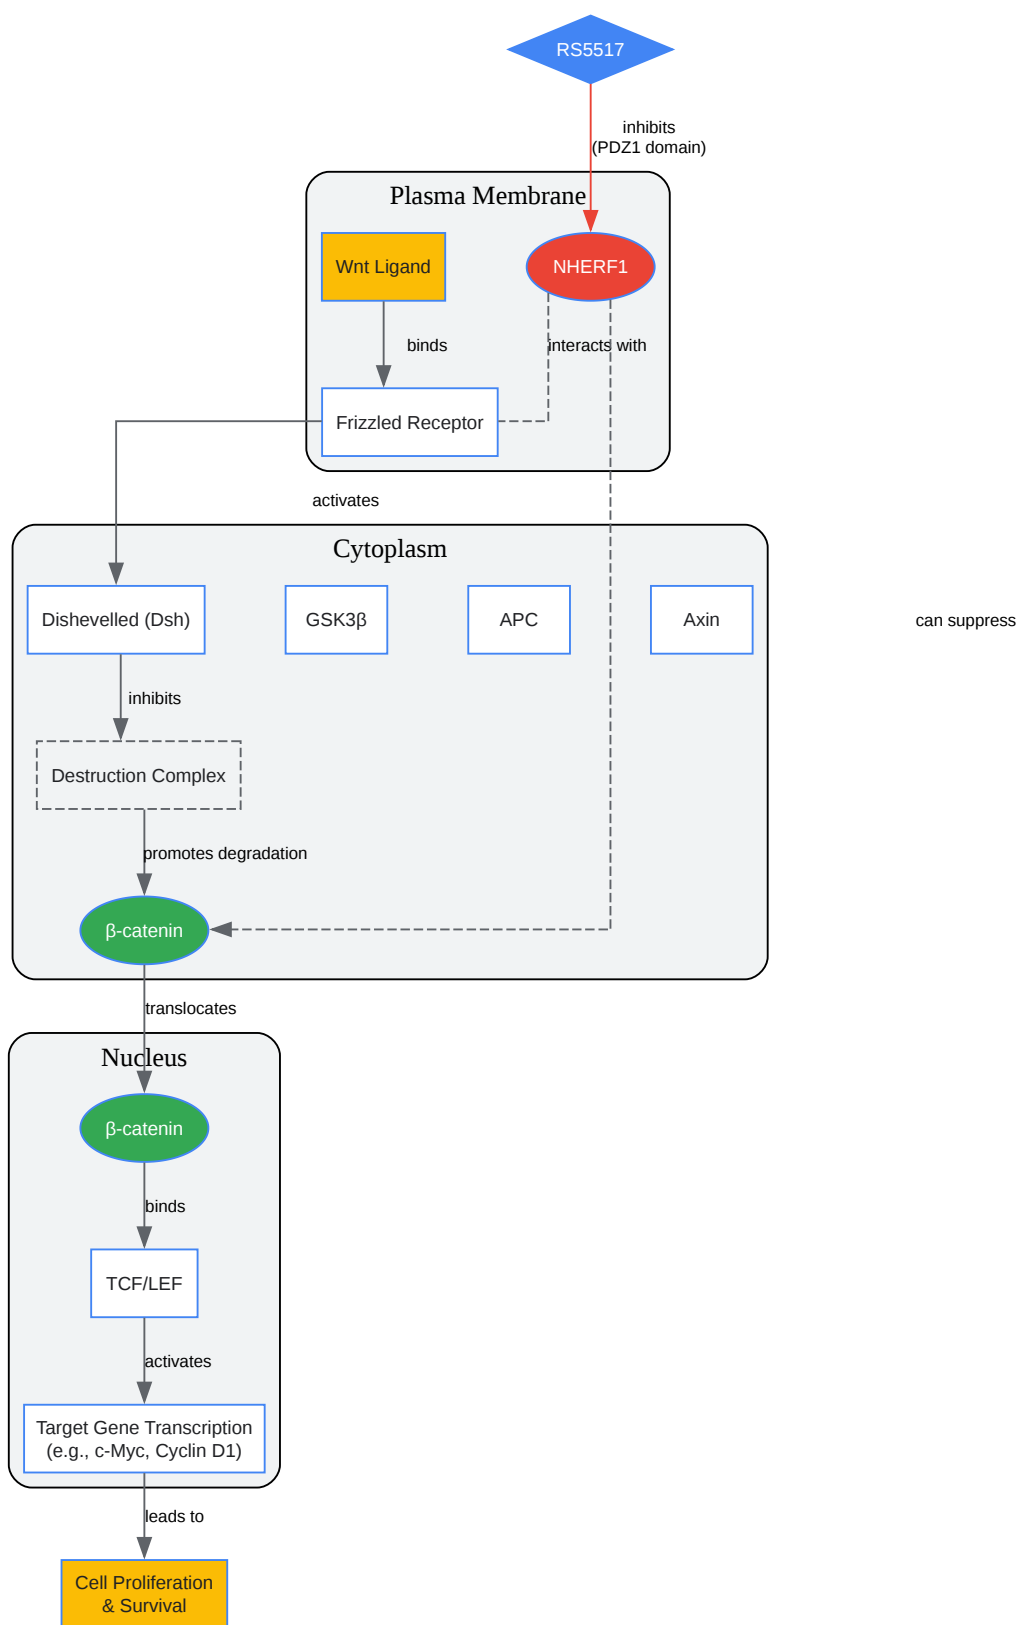 RS5517
inhibits
(PDZ1 domain)
Plasma Membrane
Wnt Ligand
NHERF1
binds
interacts with
Frizzled Receptor
activates
Cytoplasm
Dishevelled (Dsh)
GSK3β
APC
Axin
can suppress
inhibits
Destruction Complex
promotes degradation
β-catenin
translocates
Nucleus
β-catenin
binds
TCF/LEF
activates
Target Gene Transcription
(e.g., c-Myc, Cyclin D1)
leads to
Cell Proliferation
& Survival